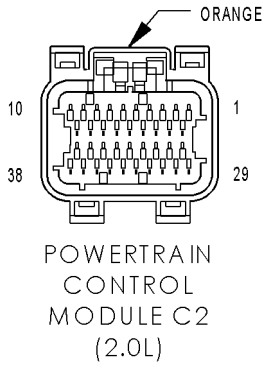 ORANGE
10 1
38 29
POWERTRAIN
CONTROL
MODULE C2
(2.0L)